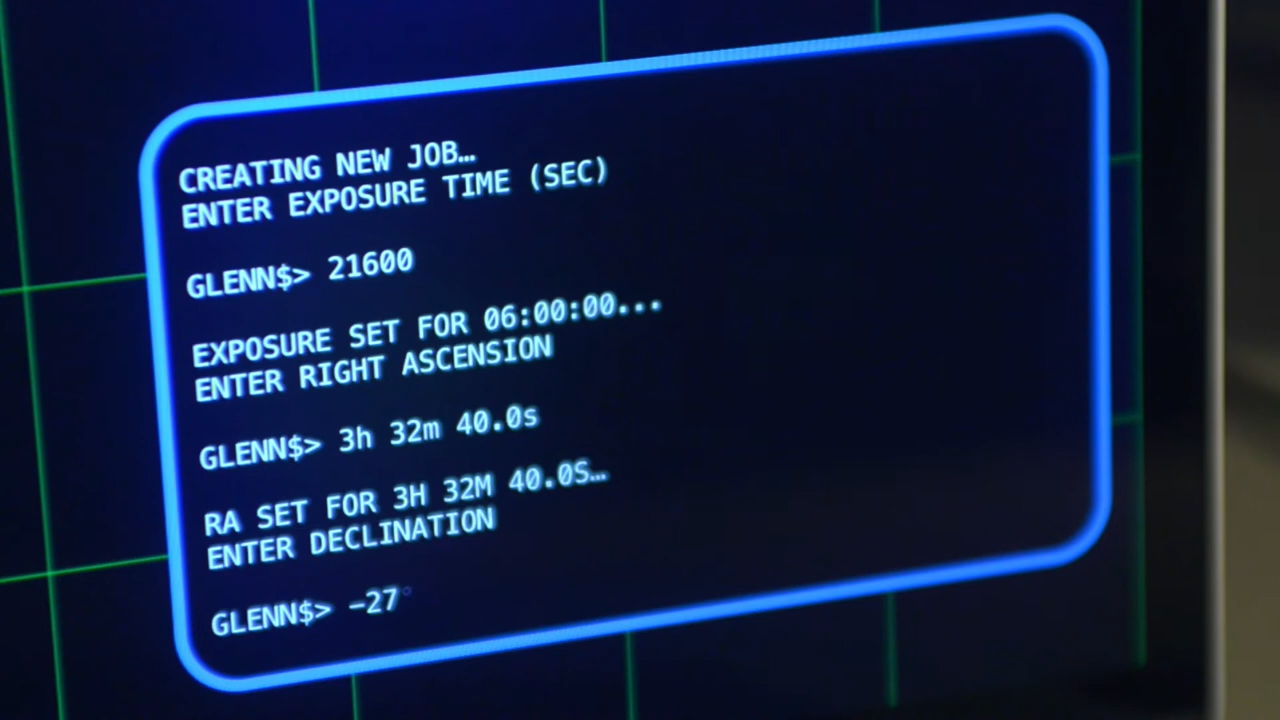 CREATING NEW JOB…
ENTER EXPOSURE TIME (SEC)
GLENN$> 21600
EXPOSURE SET FOR 06:00:00...
ENTER RIGHT ASCENSION
GLENN$> 3h 32m 40.0s
RA SET FOR 3H 32M 40.0S…
ENTER DECLINATION
GLENN$> −27°